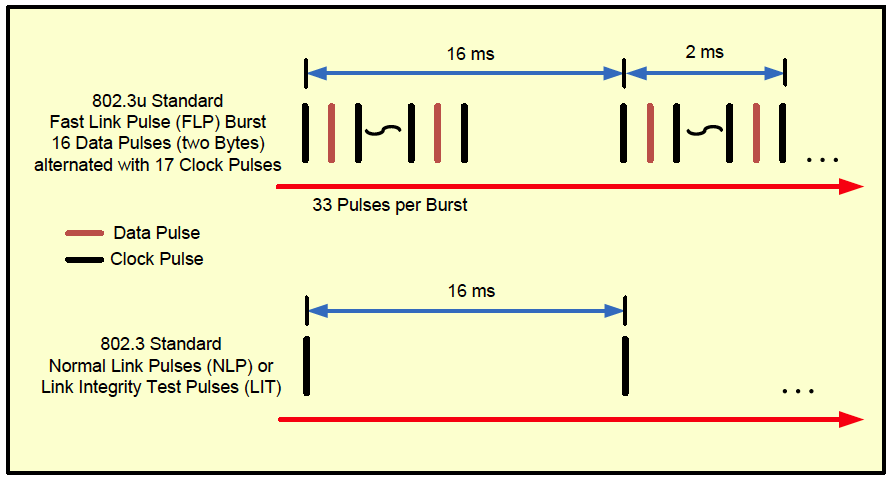 16 ms
2 ms
802.3u Standard
Fast Link Pulse (FLP) Burst
16 Data Pulses (two Bytes)
alternated with 17 Clock Pulses
. . .
33 Pulses per Burst
Data Pulse
Clock Pulse
16 ms
802.3 Standard
Normal Link Pulses (NLP) or
Link Integrity Test Pulses (LIT)
. . .